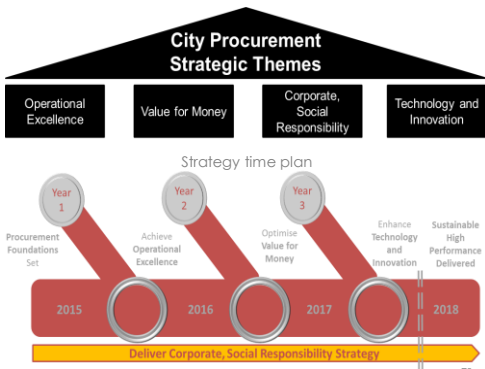 City Procurement
Strategic Themes
Operational
Excellence
Value for Money
Corporate,
Social
Responsibility
Technology and
Innovation
Strategy time plan
Year
1
Year
2
Year
3
Procurement
Foundations
Set
Achieve
Operational
Excellence
Optimise
Value for
Money
Enhance
Technology
and
Innovation
Sustainable
High
Performance
Delivered
2015
2016
2017
2018
Deliver Corporate, Social Responsibility Strategy